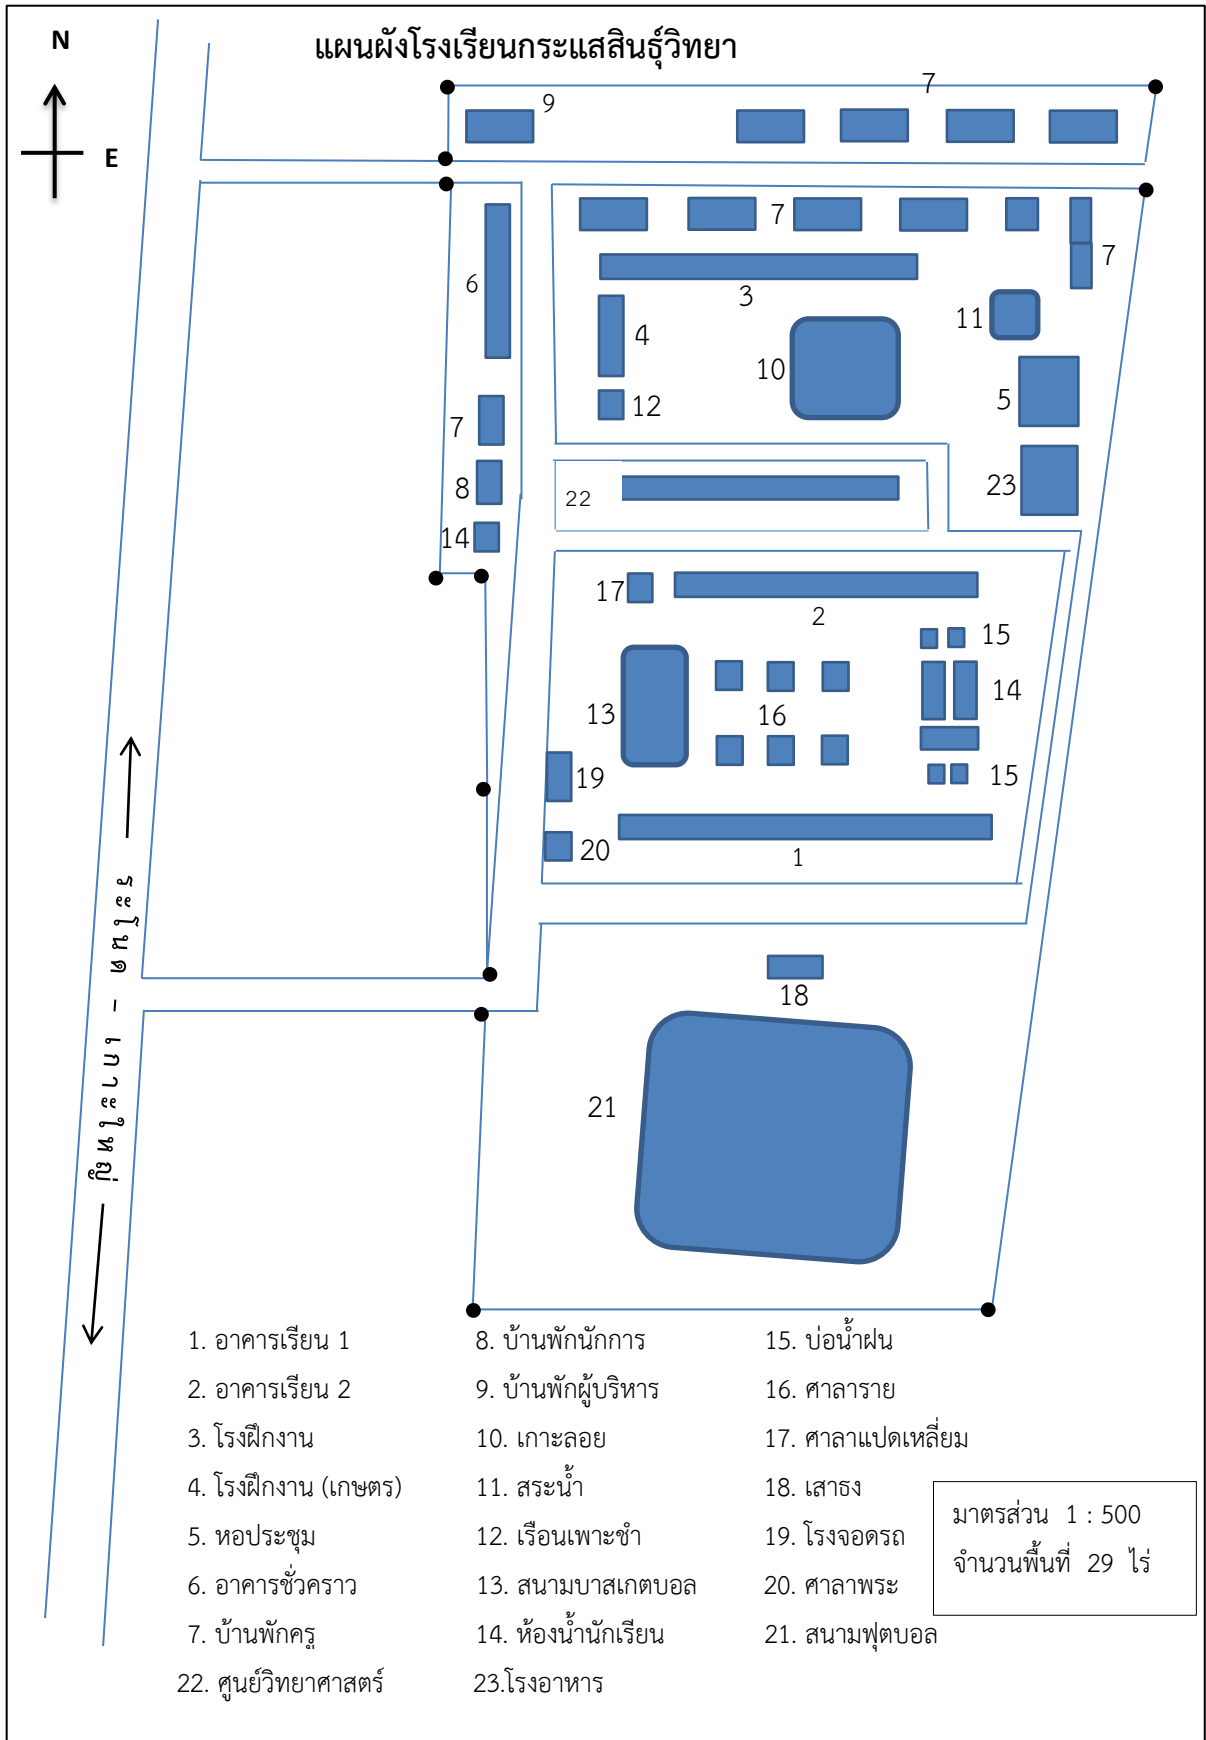 แผนผังโรงเรียนกระแสสินธุ์วิทยา
N
E
9
7
7
7
6
3
11
4
10
5
12
7
8
23
22
14
17
2
15
14
13
16
19
15
20
1
ระโนด - เกาะใหญ่
18
21
1. อาคารเรียน 1
2. อาคารเรียน 2
3. โรงฝึกงาน
4. โรงฝึกงาน (เกษตร)
5. หอประชุม
6. อาคารชั่วคราว
7. บ้านพักครู
22. ศูนย์วิทยาศาสตร์
8. บ้านพักนักการ
9. บ้านพักผู้บริหาร
10. เกาะลอย
11. สระน้ำ
12. เรือนเพาะชำ
13. สนามบาสเกตบอล
14. ห้องน้ำนักเรียน
23.โรงอาหาร
15. บ่อน้ำฝน
16. ศาลาราย
17. ศาลาแปดเหลี่ยม
18. เสาธง
19. โรงจอดรถ
20. ศาลาพระ
21. สนามฟุตบอล
มาตรส่วน 1 : 500
จำนวนพื้นที่ 29 ไร่